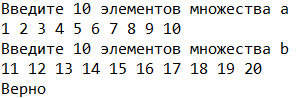 Введите 10 элементов множества a
1 2 3 4 5 6 7 8 9 10
Введите 10 элементов множества b
11 12 13 14 15 16 17 18 19 20
Верно